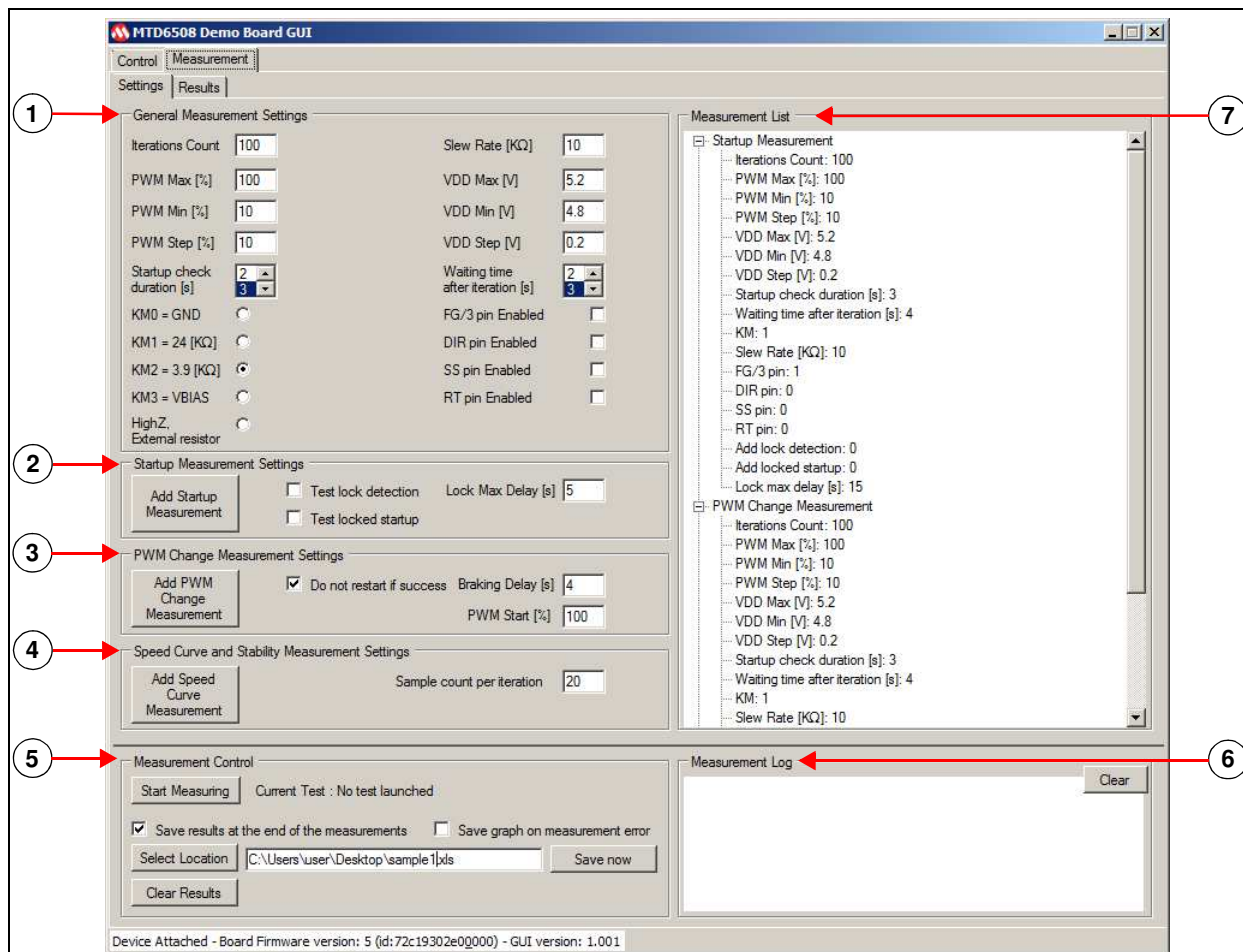 MTD6508 Demo Board GUI
Control Measurement
Settings Results
1
General Measurement Settings
Iterations Count 100
Slew Rate [KΩ] 10
PWM Max [%] 100
VDD Max [V] 5.2
PWM Min [%] 10
VDD Min [V] 4.8
PWM Step [%] 10
VDD Step [V] 0.2
Startup check
duration [s]
2
3
Waiting time
after iteration [s]
2
3
KM0 = GND
FG/3 pin Enabled
KM1 = 24 [KΩ]
DIR pin Enabled
KM2 = 3.9 [KΩ]
SS pin Enabled
KM3 = VBIAS
RT pin Enabled
HighZ,
External resistor
2
Startup Measurement Settings
Add Startup
Measurement
Test lock detection
Lock Max Delay [s] 5
Test locked startup
3
PWM Change Measurement Settings
Add PWM
Change
Measurement
Do not restart if success
Braking Delay [s] 4
PWM Start [%] 100
4
Speed Curve and Stability Measurement Settings
Add Speed
Curve
Measurement
Sample count per iteration 20
5
Measurement Control
Start Measuring
Current Test : No test launched
Save results at the end of the measurements
Save graph on measurement error
Select Location
C:\Users\user\Desktop\sample1.xls
Save now
Clear Results
7
Measurement List
Startup Measurement
Iterations Count: 100
PWM Max [%]: 100
PWM Min [%]: 10
PWM Step [%]: 10
VDD Max [V]: 5.2
VDD Min [V]: 4.8
VDD Step [V]: 0.2
Startup check duration [s]: 3
Waiting time after iteration [s]: 4
KM: 1
Slew Rate [KΩ]: 10
FG/3 pin: 1
DIR pin: 0
SS pin: 0
RT pin: 0
Add lock detection: 0
Add locked startup: 0
Lock max delay [s]: 15
PWM Change Measurement
Iterations Count: 100
PWM Max [%]: 100
PWM Min [%]: 10
PWM Step [%]: 10
VDD Max [V]: 5.2
VDD Min [V]: 4.8
VDD Step [V]: 0.2
Startup check duration [s]: 3
Waiting time after iteration [s]: 4
KM: 1
Slew Rate [KΩ]: 10
6
Measurement Log
Clear
Device Attached - Board Firmware version: 5 (id:72c19302e00000) - GUI version: 1.001